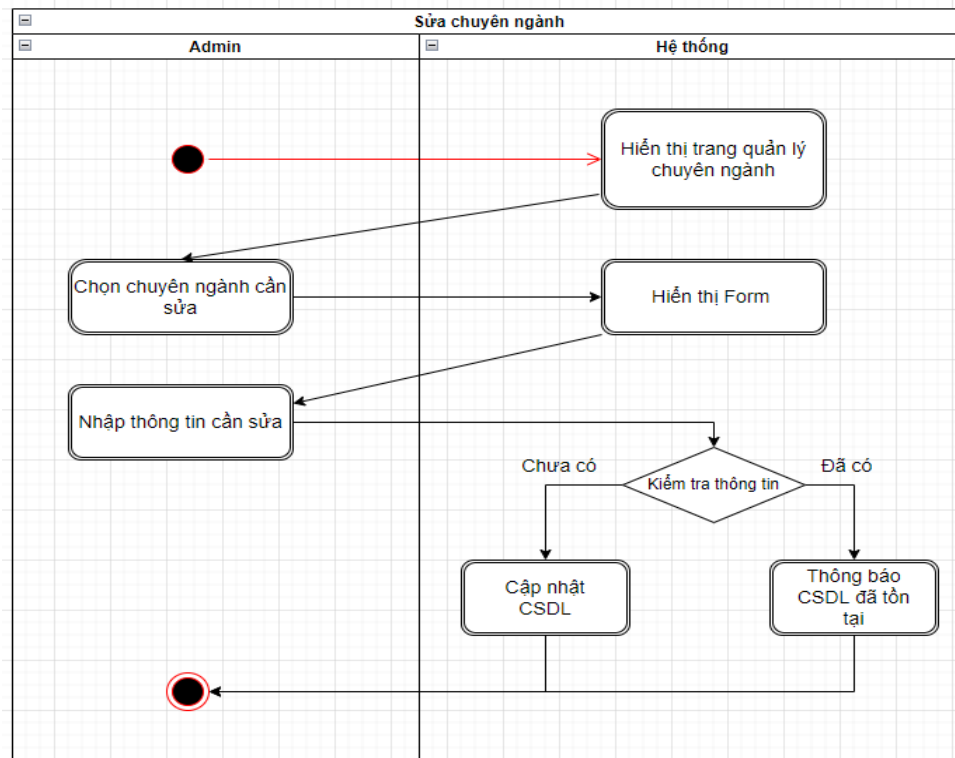 Sửa chuyên ngành
Admin
Hệ thống
Hiển thị trang quản lý
chuyên ngành
Chọn chuyên ngành cần
sửa
Hiển thị Form
Nhập thông tin cần sửa
Chưa có
Kiểm tra thông tin
Đã có
Cập nhật
CSDL
Thông báo
CSDL đã tồn
tại